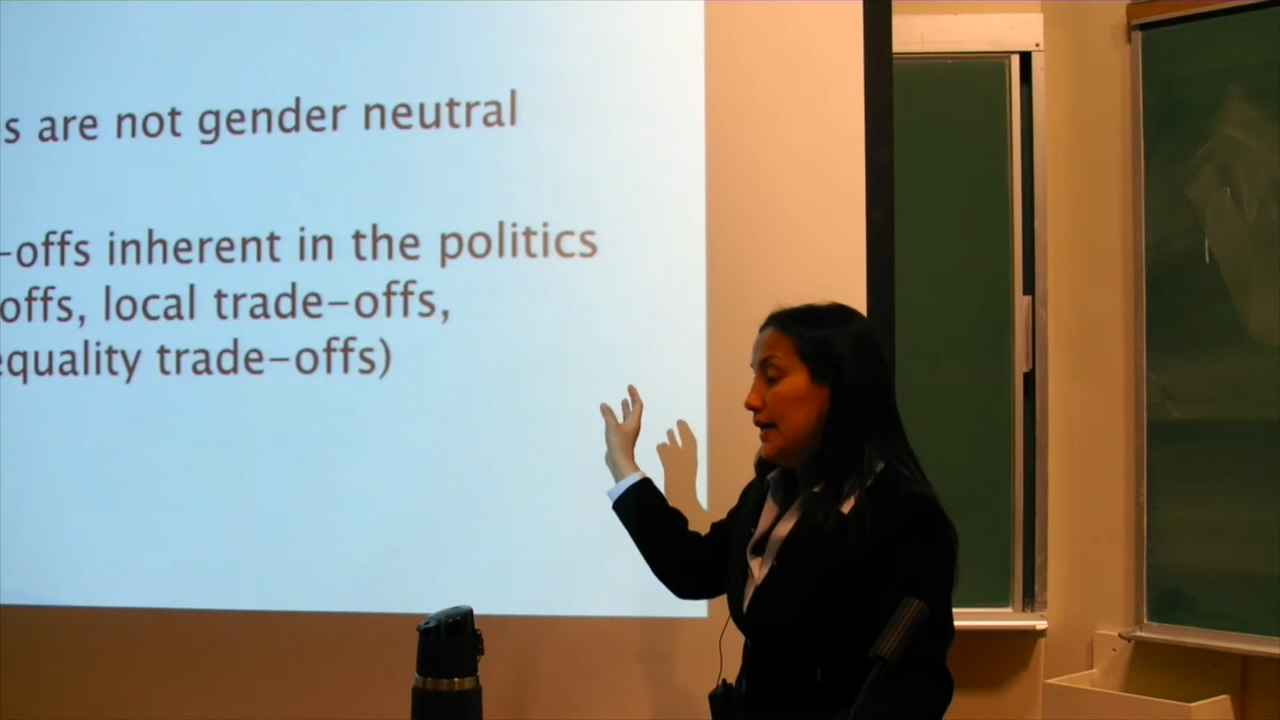 s are not gender neutral
-offs inherent in the politics
offs, local trade-offs,
equality trade-offs)